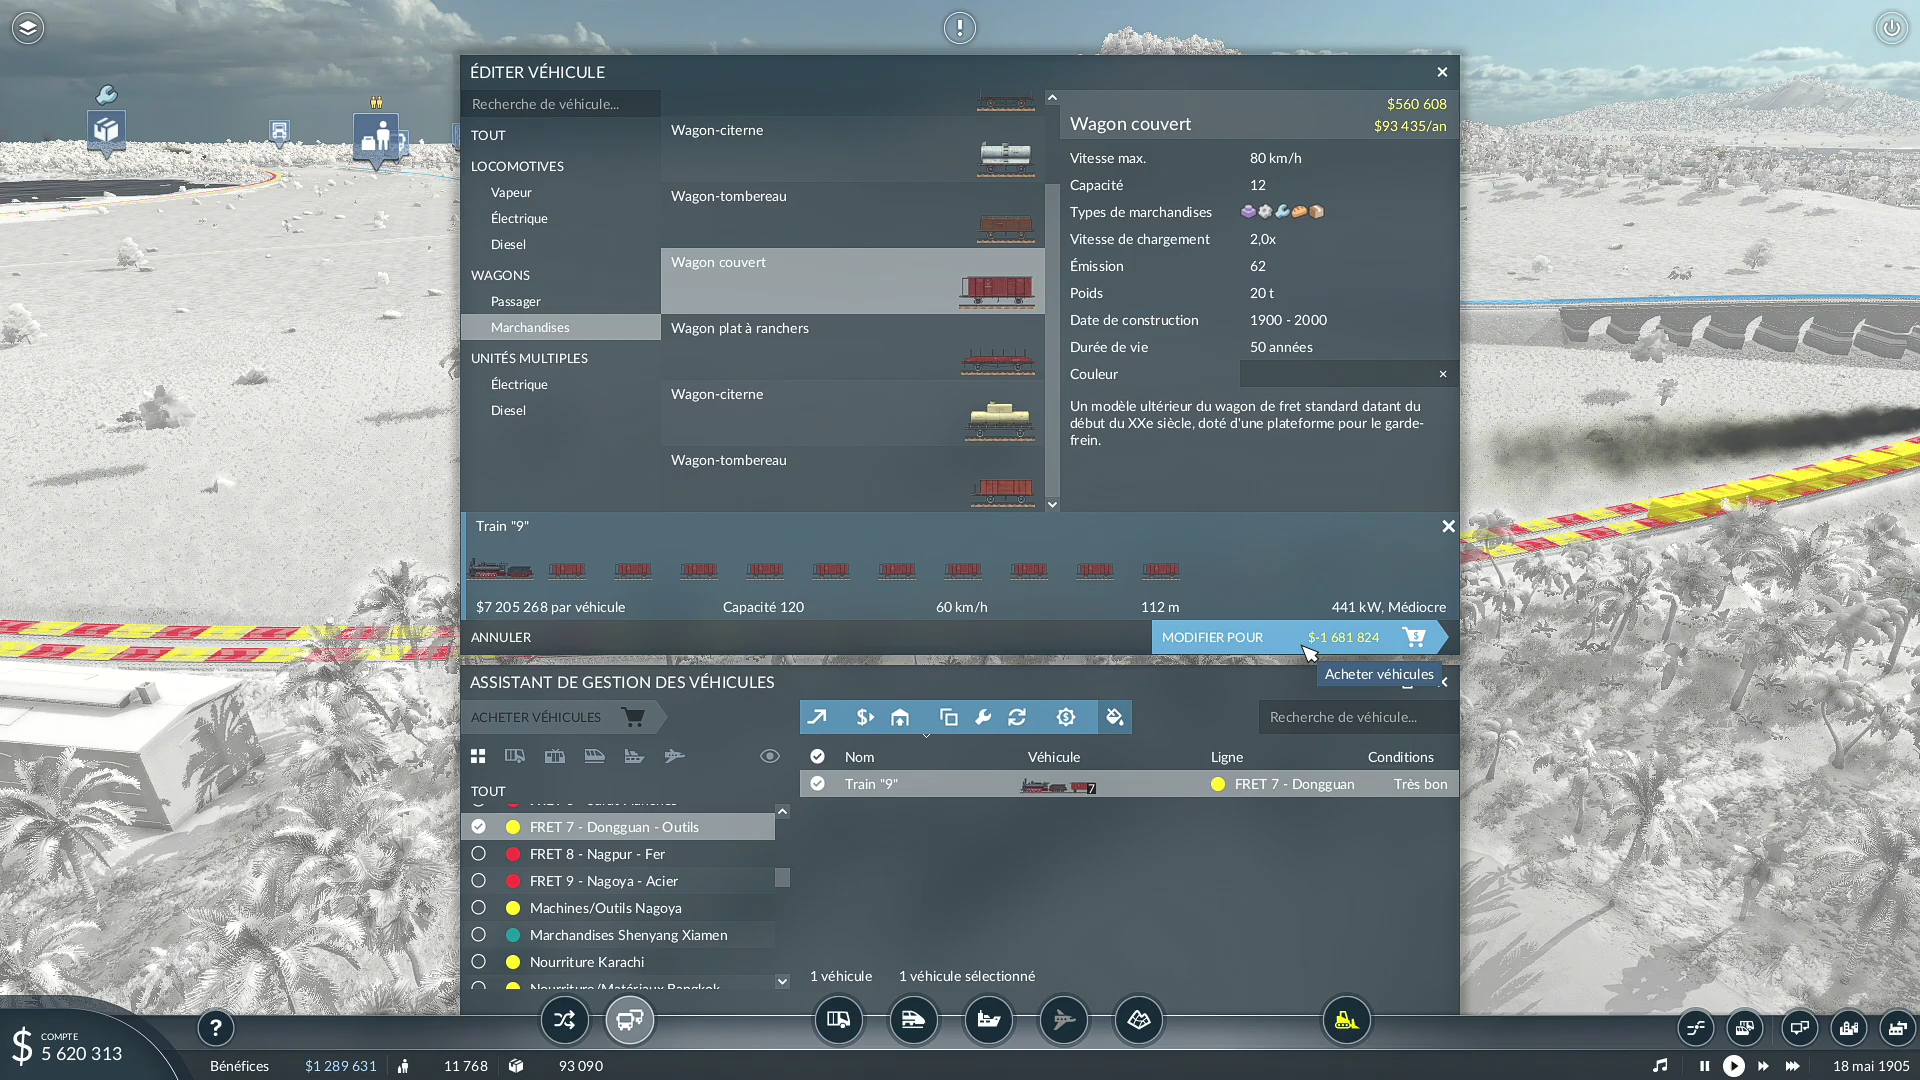 ÉDITER VÉHICULE
Recherche de véhicule...
TOUT
LOCOMOTIVES
Vapeur
Électrique
Diesel
WAGONS
Passager
Marchandises
UNITÉS MULTIPLES
Électrique
Diesel
Wagon-citerne
Wagon-tombereau
Wagon couvert
Wagon plat à ranchers
Wagon-citerne
Wagon-tombereau
$560 608
Wagon couvert
$93 435/an
Vitesse max. 80 km/h
Capacité 12
Types de marchandises
Vitesse de chargement 2,0x
Émission 62
Poids 20 t
Date de construction 1900 - 2000
Durée de vie 50 années
Couleur
Un modèle ultérieur du wagon de fret standard datant du
début du XXe siècle, doté d'une plateforme pour le garde-
frein.
Train "9"
$7 205 268 par véhicule Capacité 120 60 km/h 112 m 441 kW, Médiocre
ANNULER
MODIFIER POUR $-1 681 824
Acheter véhicules
ASSISTANT DE GESTION DES VÉHICULES
ACHETER VÉHICULES
Recherche de véhicule...
TOUT
FRET 7 - Dongguan - Outils
FRET 8 - Nagpur - Fer
FRET 9 - Nagoya - Acier
Machines/Outils Nagoya
Marchandises Shenyang Xiamen
Nourriture Karachi
Nourriture/Matériaux Bangkok
Nom Véhicule Ligne Conditions
Train "9" 7 FRET 7 - Dongguan Très bon
1 véhicule 1 véhicule sélectionné
?
COMPTE
$ 5 620 313
Bénéfices $1 289 631 11 768 93 090
18 mai 1905